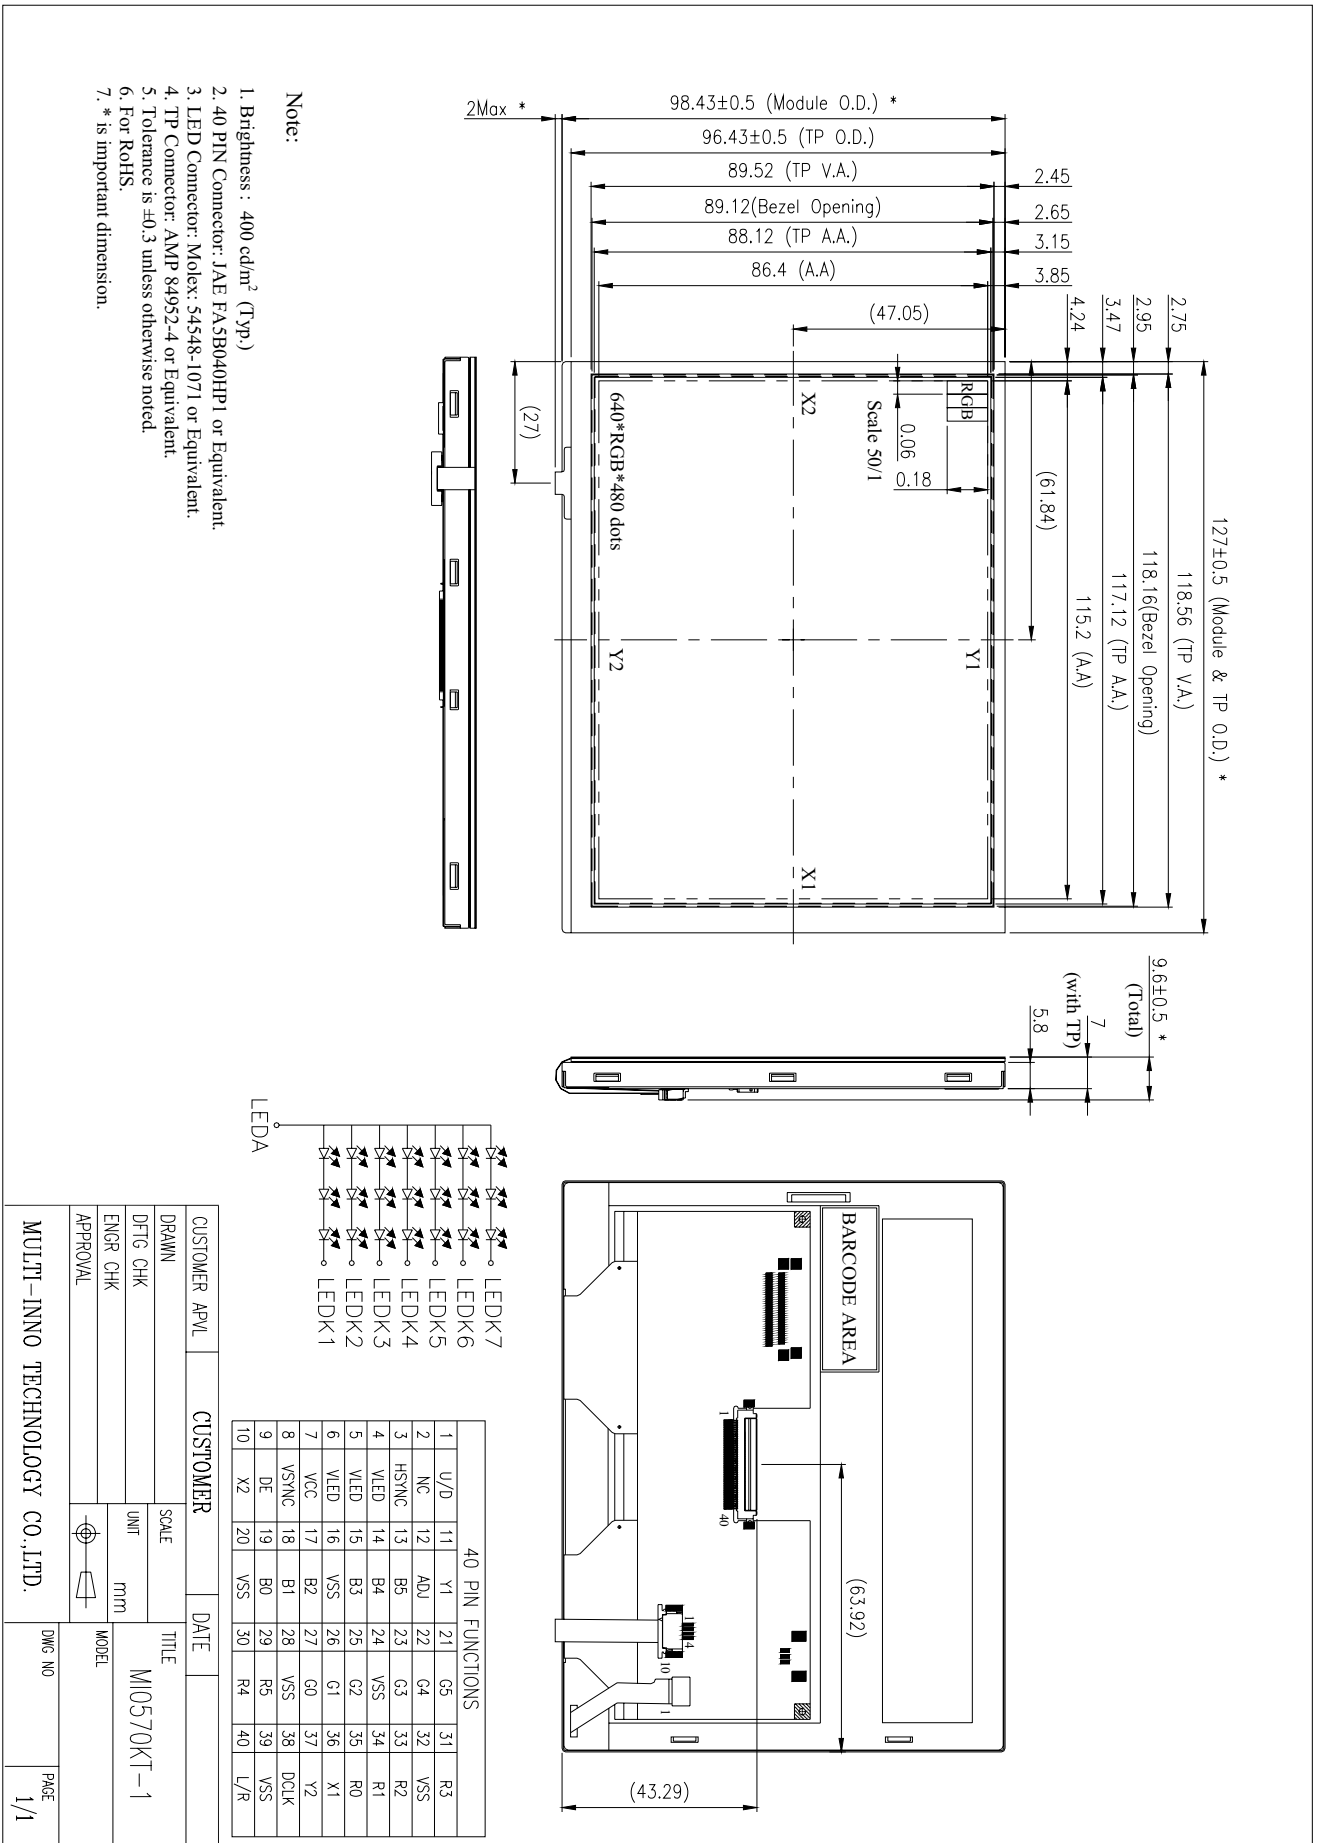 2Max *
98.43±0.5 (Module O.D.) *
96.43±0.5 (TP O.D.)
89.52 (TP V.A.)
89.12(Bezel Opening)
88.12 (TP A.A.)
86.4 (A.A)
(47.05)
2.45
2.65
3.15
3.85
2.75
2.95
3.47
4.24
127±0.5 (Module & TP O.D.) *
118.56 (TP V.A.)
118.16(Bezel Opening)
117.12 (TP A.A.)
115.2 (A.A)
(61.84)
RGB
0.18
0.06
Scale 50/1
X2
Y1
X1
Y2
640*RGB*480 dots
(27)
9.6±0.5 *
(Total)
7
(with TP)
5.8
BARCODE AREA
1
40
(63.92)
(43.29)
1
4
10
1
LEDA
LEDK7
LEDK6
LEDK5
LEDK4
LEDK3
LEDK2
LEDK1
Note:
1. Brightness : 400 cd/m² (Typ.)
2. 40 PIN Connector: JAE FA5B040HP1 or Equivalent.
3. LED Connector: Molex: 54548-1071 or Equivalent.
4. TP Connector: AMP 84952-4 or Equivalent.
5. Tolerance is ±0.3 unless otherwise noted.
6. For RoHS.
7. * is important dimension.
40 PIN FUNCTIONS
1 U/D 11 Y1 21 G5 31 R3
2 NC 12 ADJ 22 G4 32 VSS
3 HSYNC 13 B5 23 G3 33 R2
4 VLED 14 B4 24 VSS 34 R1
5 VLED 15 B3 25 G2 35 R0
6 VLED 16 VSS 26 G1 36 X1
7 VCC 17 B2 27 G0 37 Y2
8 VSYNC 18 B1 28 VSS 38 DCLK
9 DE 19 B0 29 R5 39 VSS
10 X2 20 VSS 30 R4 40 L/R
CUSTOMER APVL
CUSTOMER
DATE
DRAWN
DFTG CHK
ENGR CHK
APPROVAL
SCALE
UNIT
mm
TITLE
MI0570KT-1
MODEL
MULTI-INNO TECHNOLOGY CO.,LTD.
DWG NO
PAGE
1/1